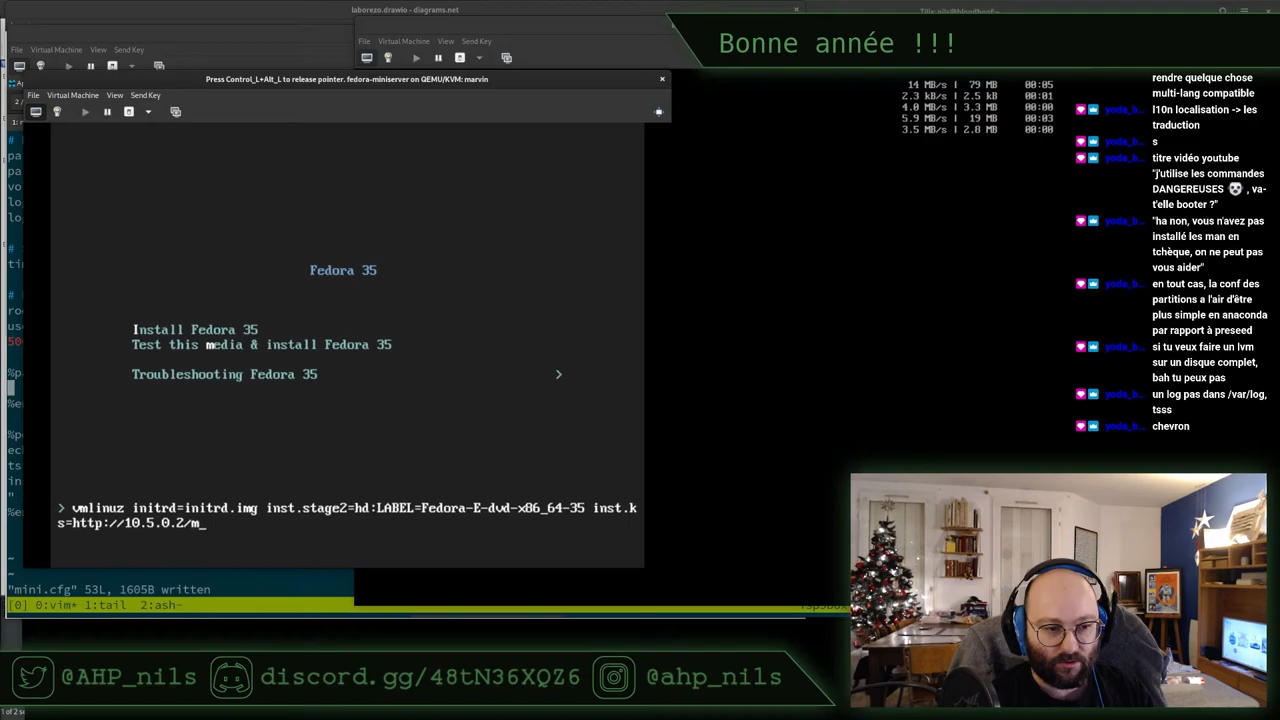 laborezo.drawio - diagrams.net
File Virtual Machine View Send Key
File Virtual Machine View Send Key
Press Control_L+Alt_L to release pointer. fedora-miniserver on QEMU/KVM: marvin
File Virtual Machine View Send Key
Fedora 35
Install Fedora 35
Test this media & install Fedora 35
Troubleshooting Fedora 35 >
> vmlinuz initrd=initrd.img inst.stage2=hd:LABEL=Fedora-E-dvd-x86_64-35 inst.k
s=http://10.5.0.2/m_
~
~
"mini.cfg" 53L, 1605B written
[0] 0:vim* 1:tail 2:ash-
Bonne année !!!
14 MB/s | 79 MB 00:05
2.3 kB/s | 2.5 kB 00:01
4.0 MB/s | 3.3 MB 00:00
5.9 MB/s | 19 MB 00:03
3.5 MB/s | 2.8 MB 00:00
rendre quelque chose
multi-lang compatible
yoda_b... l10n localisation -> les
traduction
yoda_b... s
yoda_b... titre vidéo youtube
"j'utilise les commandes
DANGEREUSES , va-
t'elle booter ?"
yoda_b... "ha non, vous n'avez pas
installé les man en
tchèque, on ne peut pas
vous aider"
yoda_b... en tout cas, la conf des
partitions a l'air d'être
plus simple en anaconda
par rapport à preseed
yoda_b... si tu veux faire un lvm
sur un disque complet,
bah tu peux pas
yoda_b... un log pas dans /var/log,
tsss
yoda_b... chevron
@AHP_nils discord.gg/48tN36XQZ6 @ahp_nils